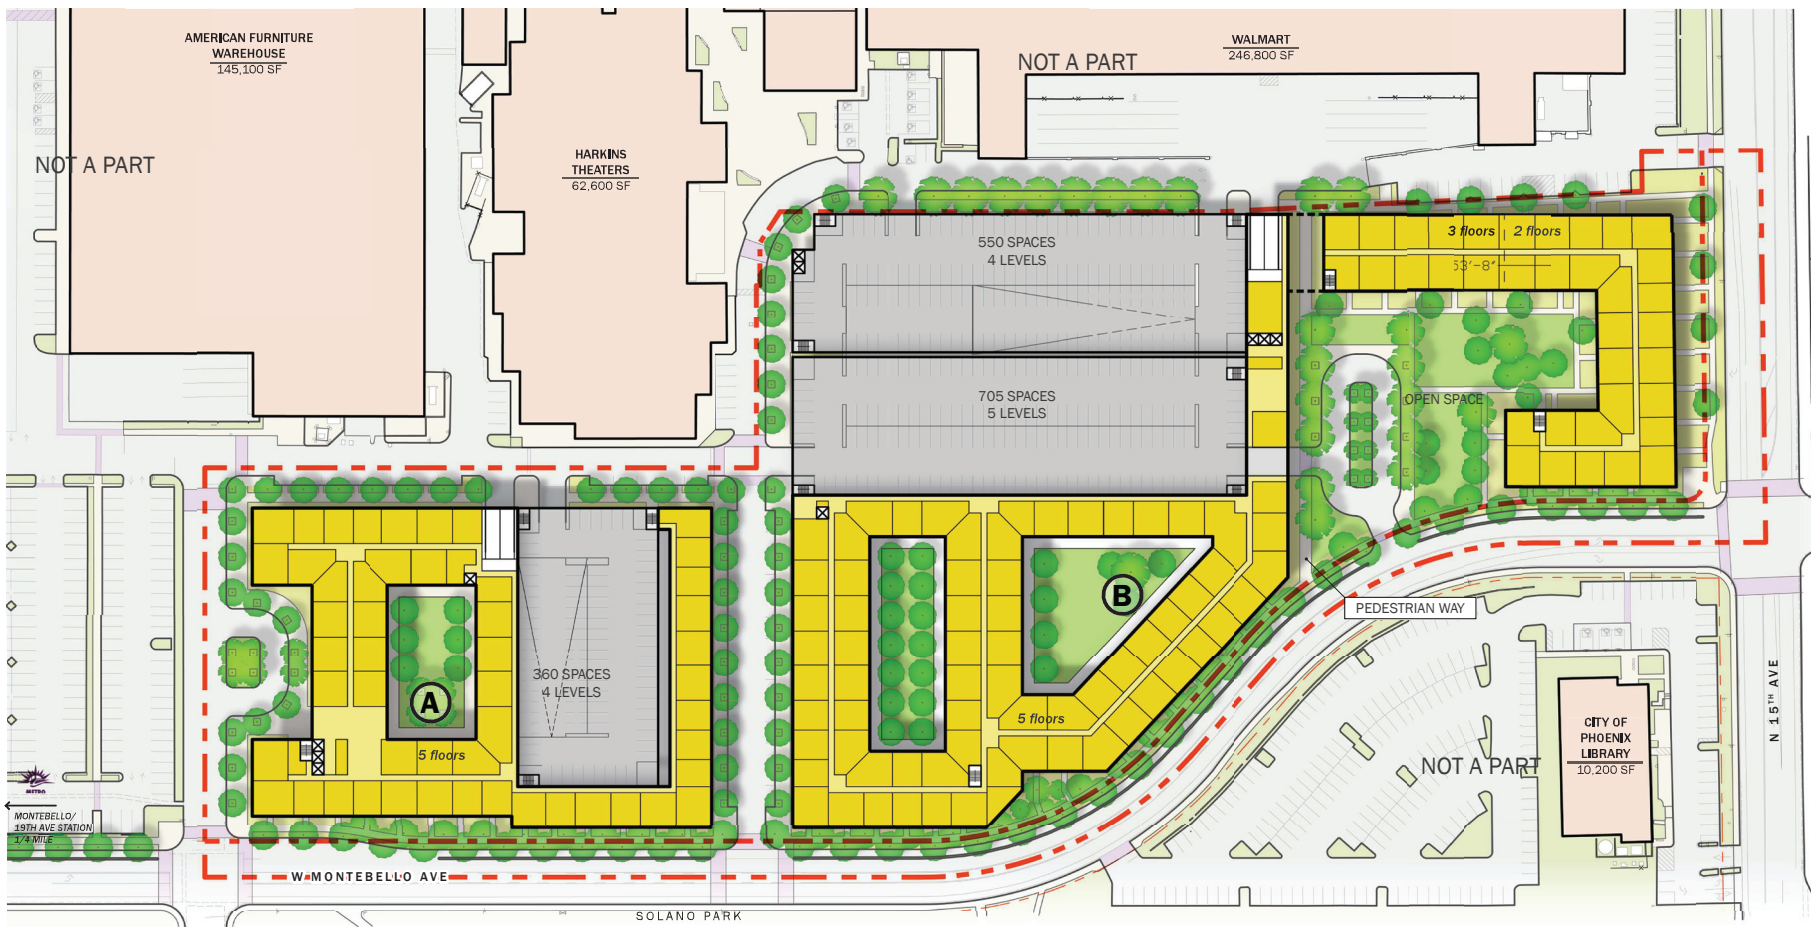 AMERICAN FURNITURE
WAREHOUSE
145,100 SF
NOT A PART
HARKINS
THEATERS
62,600 SF
NOT A PART
WALMART
246,800 SF
550 SPACES
4 LEVELS
3 floors
2 floors
53'-8"
705 SPACES
5 LEVELS
OPEN SPACE
A
360 SPACES
4 LEVELS
5 floors
B
5 floors
PEDESTRIAN WAY
NOT A PART
CITY OF
PHOENIX
LIBRARY
10,200 SF
N 15TH AVE
METRO
MONTEBELLO/
19TH AVE STATION
1/4 MILE
W MONTEBELLO AVE
SOLANO PARK